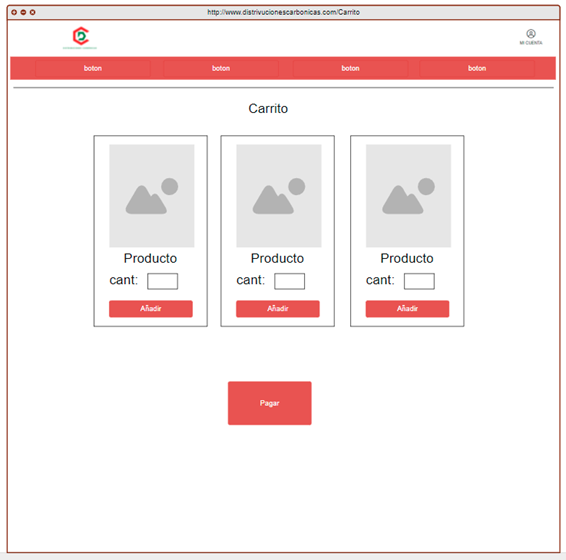 http://www.distrivucionescarbonicas.com/Carrito
MI CUENTA
boton boton boton boton
Carrito
Producto Producto Producto
cant: cant: cant:
Añadir Añadir Añadir
Pagar